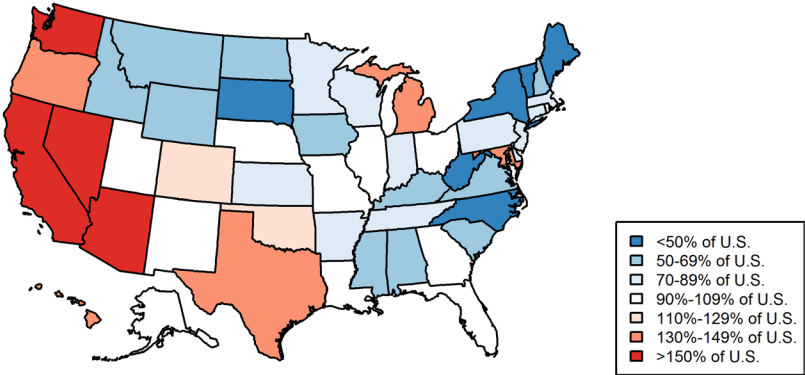 <50% of U.S.
50-69% of U.S.
70-89% of U.S.
90%-109% of U.S.
110%-129% of U.S.
130%-149% of U.S.
>150% of U.S.